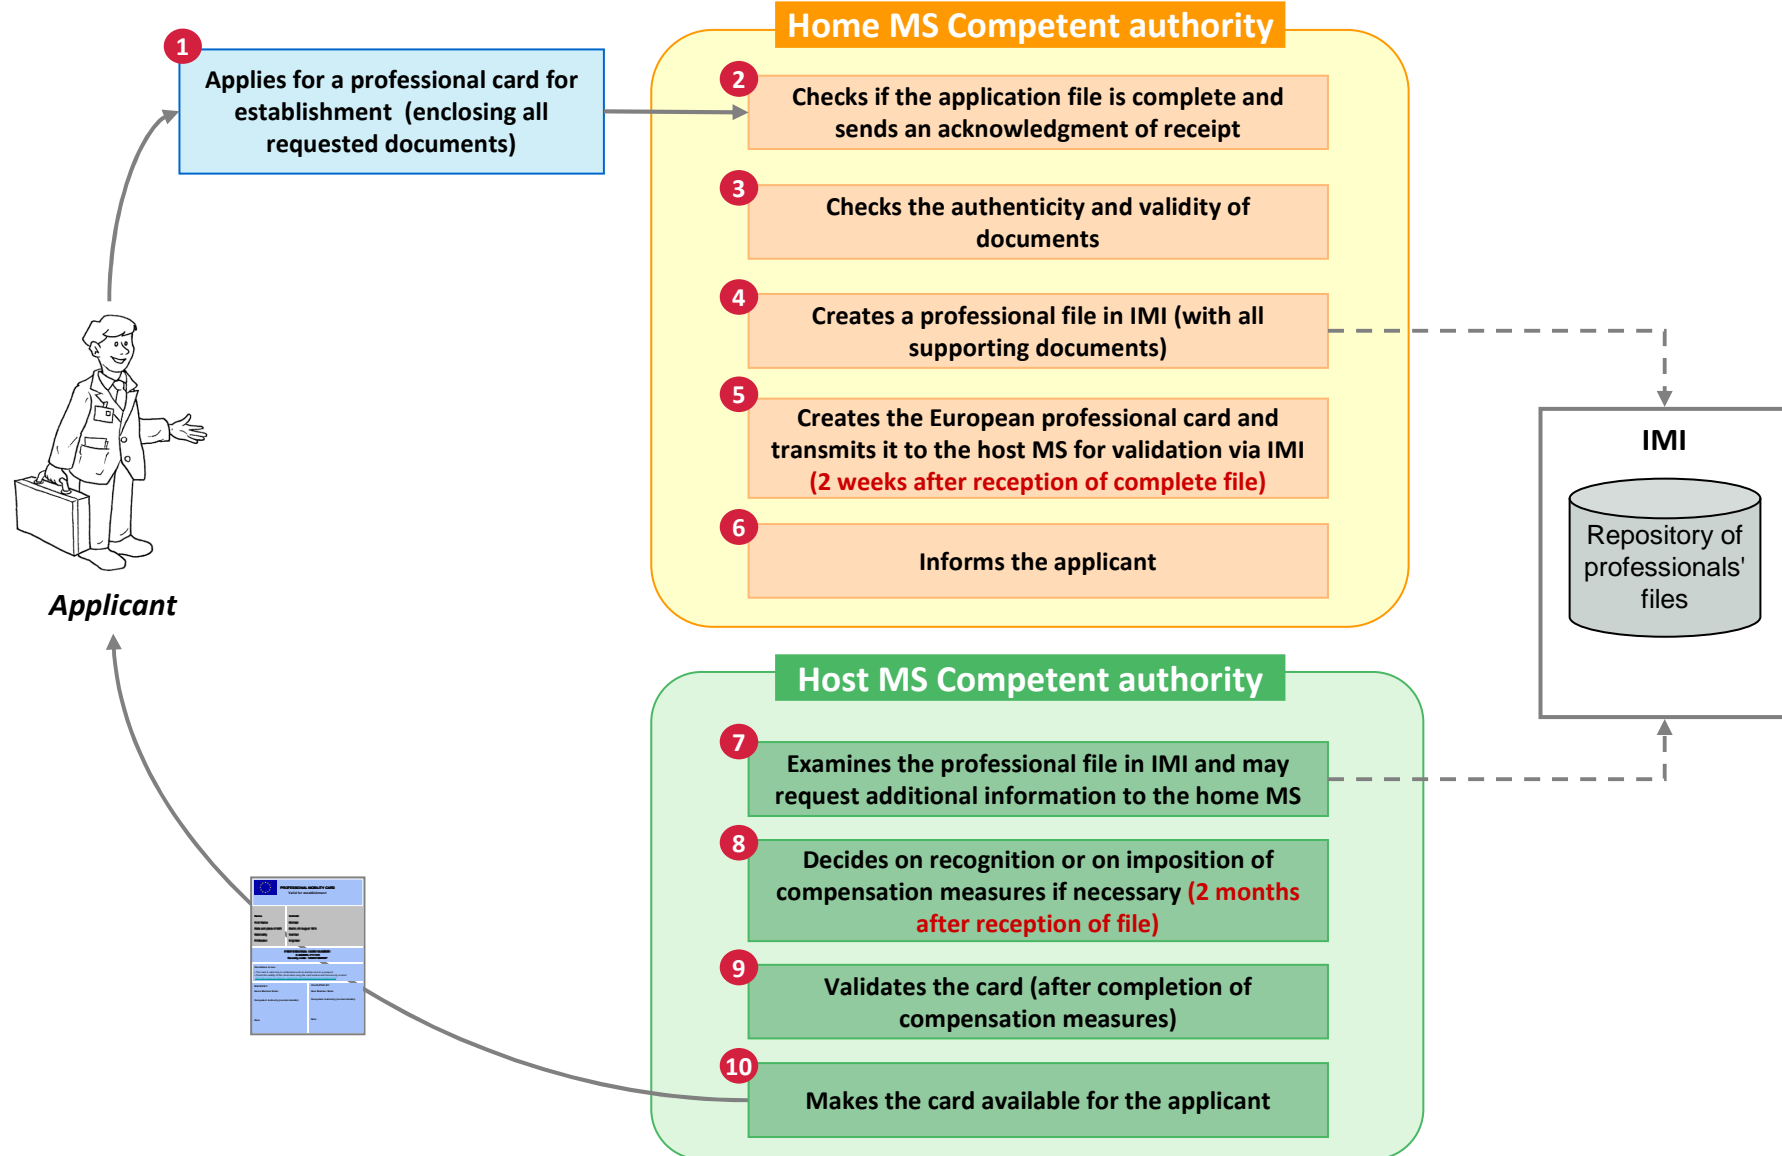 Home MS Competent authority
1
Applies for a professional card for
establishment (enclosing all
requested documents)
2
Checks if the application file is complete and
sends an acknowledgment of receipt
3
Checks the authenticity and validity of
documents
4
Creates a professional file in IMI (with all
supporting documents)
5
Creates the European professional card and
transmits it to the host MS for validation via IMI
(2 weeks after reception of complete file)
6
Informs the applicant
IMI
Repository of
professionals'
files
Applicant
Host MS Competent authority
7
Examines the professional file in IMI and may
request additional information to the home MS
8
Decides on recognition or on imposition of
compensation measures if necessary (2 months
after reception of file)
9
Validates the card (after completion of
compensation measures)
10
Makes the card available for the applicant
PROFESSIONAL MOBILITY CARD